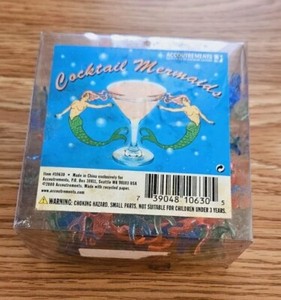 ACCOUTREMENTS
Cocktail Mermaids
Item #10630 • Made in China exclusively for
Accoutrements, P.O. Box 30811, Seattle WA 98103 USA
©2008 Accoutrements. Made with recycled paper.
www.accoutrements.com
7 39048 10630 5
WARNING: CHOKING HAZARD. SMALL PARTS. NOT SUITABLE FOR CHILDREN UNDER 3 YEARS.